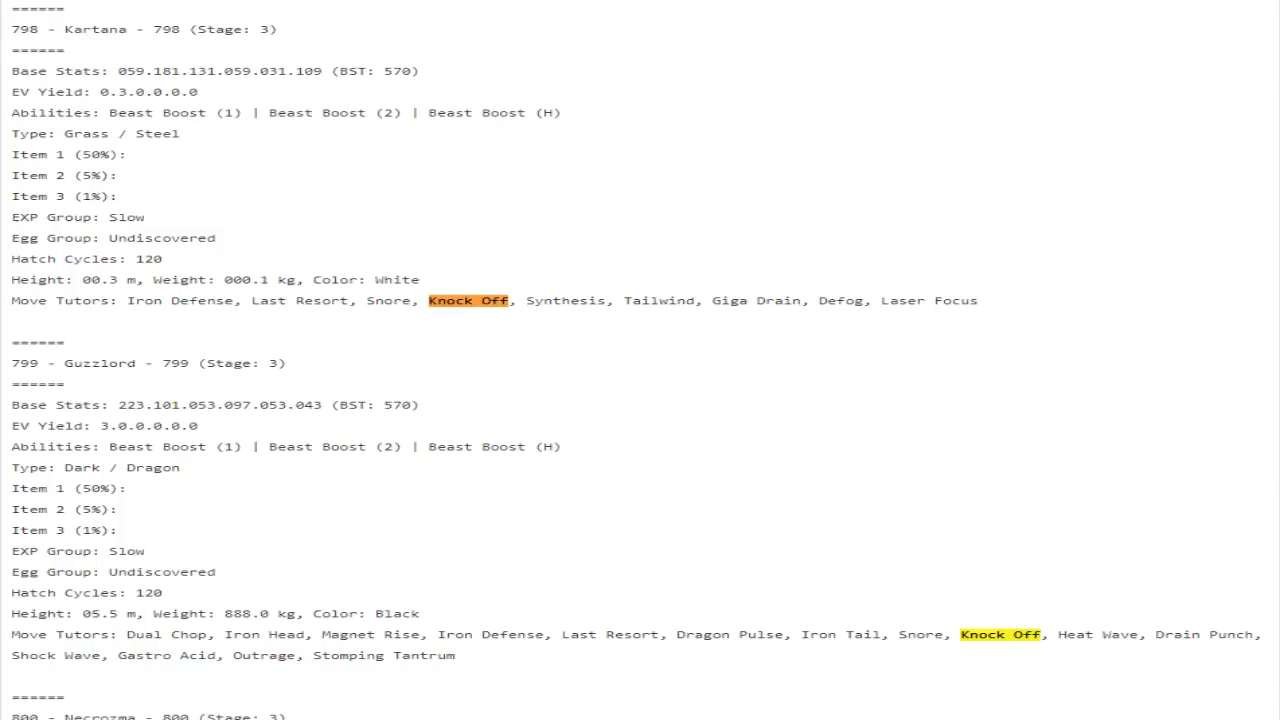 ======
798 - Kartana - 798 (Stage: 3)
======
Base Stats: 059.181.131.059.031.109 (BST: 570)
EV Yield: 0.3.0.0.0.0
Abilities: Beast Boost (1) | Beast Boost (2) | Beast Boost (H)
Type: Grass / Steel
Item 1 (50%):
Item 2 (5%):
Item 3 (1%):
EXP Group: Slow
Egg Group: Undiscovered
Hatch Cycles: 120
Height: 00.3 m, Weight: 000.1 kg, Color: White
Move Tutors: Iron Defense, Last Resort, Snore, Knock Off, Synthesis, Tailwind, Giga Drain, Defog, Laser Focus
======
799 - Guzzlord - 799 (Stage: 3)
======
Base Stats: 223.101.053.097.053.043 (BST: 570)
EV Yield: 3.0.0.0.0.0
Abilities: Beast Boost (1) | Beast Boost (2) | Beast Boost (H)
Type: Dark / Dragon
Item 1 (50%):
Item 2 (5%):
Item 3 (1%):
EXP Group: Slow
Egg Group: Undiscovered
Hatch Cycles: 120
Height: 05.5 m, Weight: 888.0 kg, Color: Black
Move Tutors: Dual Chop, Iron Head, Magnet Rise, Iron Defense, Last Resort, Dragon Pulse, Iron Tail, Snore, Knock Off, Heat Wave, Drain Punch,
Shock Wave, Gastro Acid, Outrage, Stomping Tantrum
======
800 - Necrozma - 800 (Stage: 3)